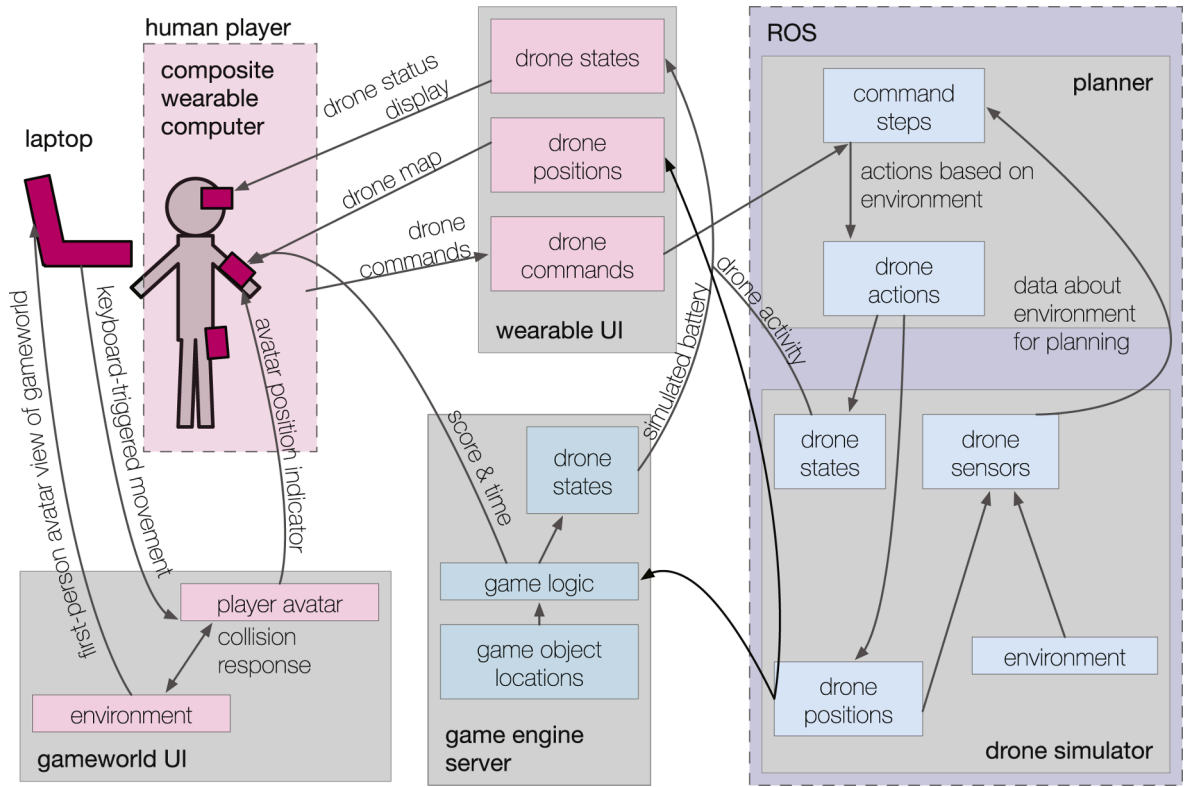 human player
composite
wearable
computer
laptop
drone status
display
drone map
drone
commands
keyboard-triggered movement
first-person avatar view of gameworld
avatar position indicator
score & time
player avatar
collision
response
environment
gameworld UI
drone states
drone
positions
drone
commands
wearable UI
simulated battery
drone activity
drone
states
game logic
game object
locations
game engine
server
ROS
planner
command
steps
actions based on
environment
drone
actions
data about
environment
for planning
drone
states
drone
sensors
environment
drone
positions
drone simulator